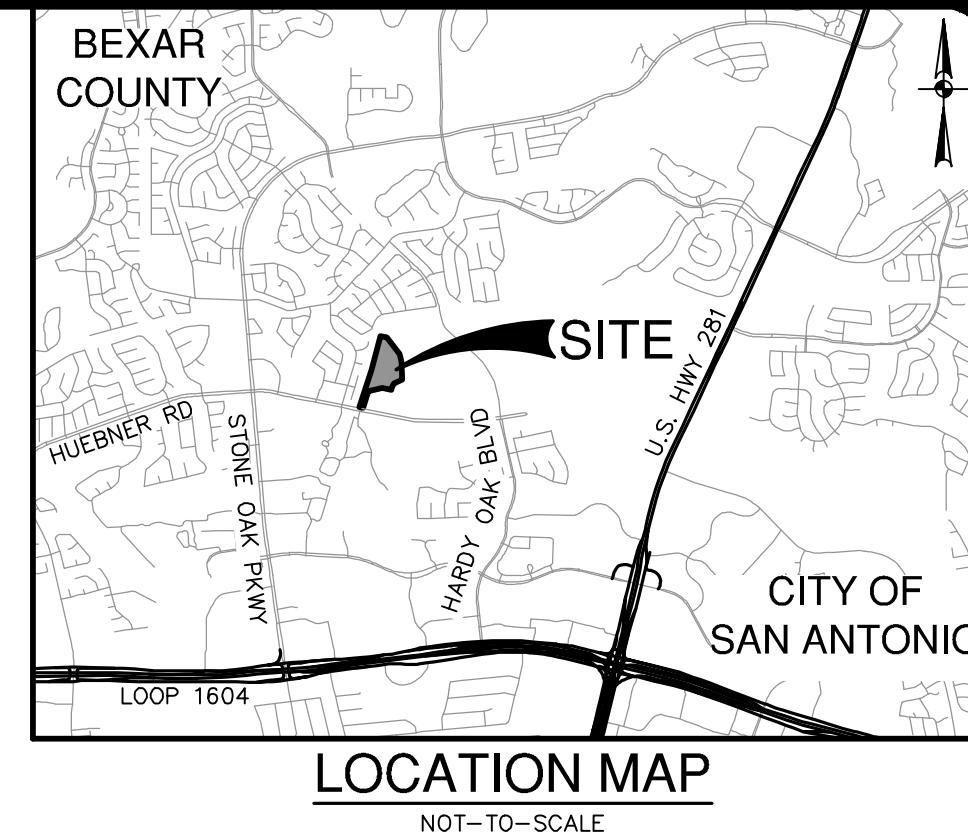 BEXAR
COUNTY
SITE
U.S. HWY 281
HUEBNER RD
STONE OAK PKWY
HARDY OAK BLVD
CITY OF
SAN ANTONIO
LOOP 1604
LOCATION MAP
NOT-TO-SCALE